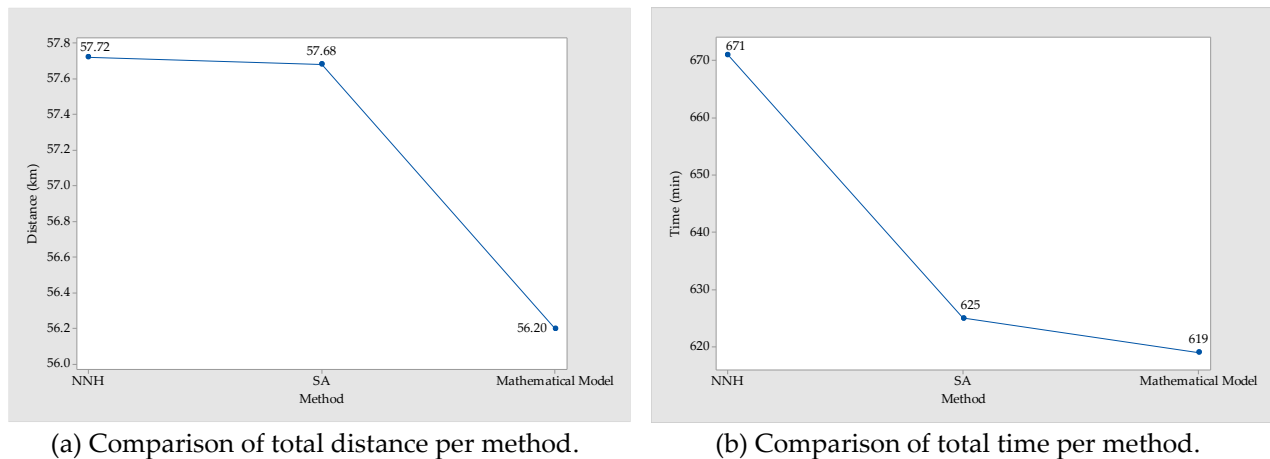 57.8
57.6
57.4
57.2
57.0
56.8
56.6
56.4
56.2
56.0
Distance (km)
57.72
57.68
56.20
NNH
SA
Mathematical Model
Method
(a) Comparison of total distance per method.
670
660
650
640
630
620
Time (min)
671
625
619
NNH
SA
Mathematical Model
Method
(b) Comparison of total time per method.